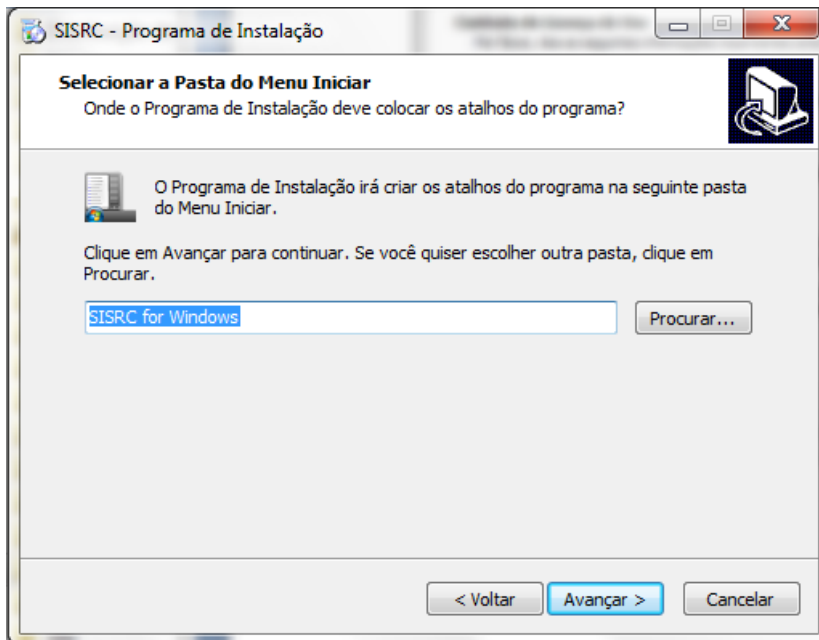 SISRC - Programa de Instalação
Selecionar a Pasta do Menu Iniciar
Onde o Programa de Instalação deve colocar os atalhos do programa?
O Programa de Instalação irá criar os atalhos do programa na seguinte pasta
do Menu Iniciar.
Clique em Avançar para continuar. Se você quiser escolher outra pasta, clique em
Procurar.
SISRC for Windows
Procurar...
< Voltar
Avançar >
Cancelar